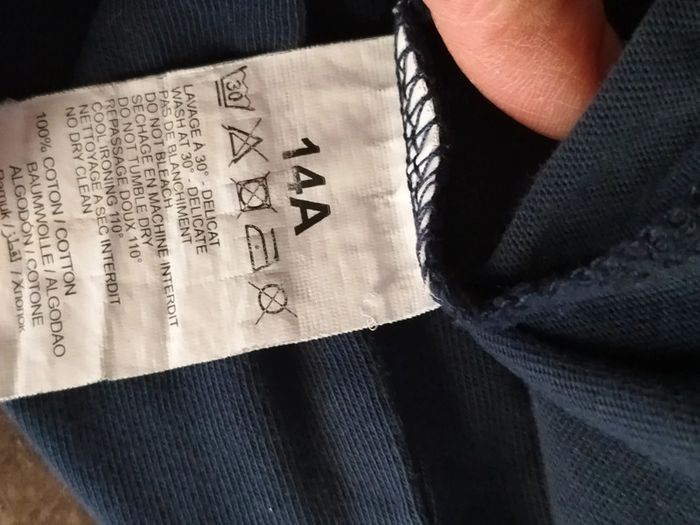 14A
30
LAVAGE À 30° - DELICAT
WASH AT 30° - DELICATE
PAS DE BLANCHIMENT
DO NOT BLEACH
SECHAGE EN MACHINE INTERDIT
DO NOT TUMBLE DRY
REPASSAGE DOUX 110°
COOL IRONING 110°
NETTOYAGE A SEC INTERDIT
NO DRY CLEAN
100% COTON / COTTON
BAUMWOLLE / ALGODAO
ALGODÓN / COTONE